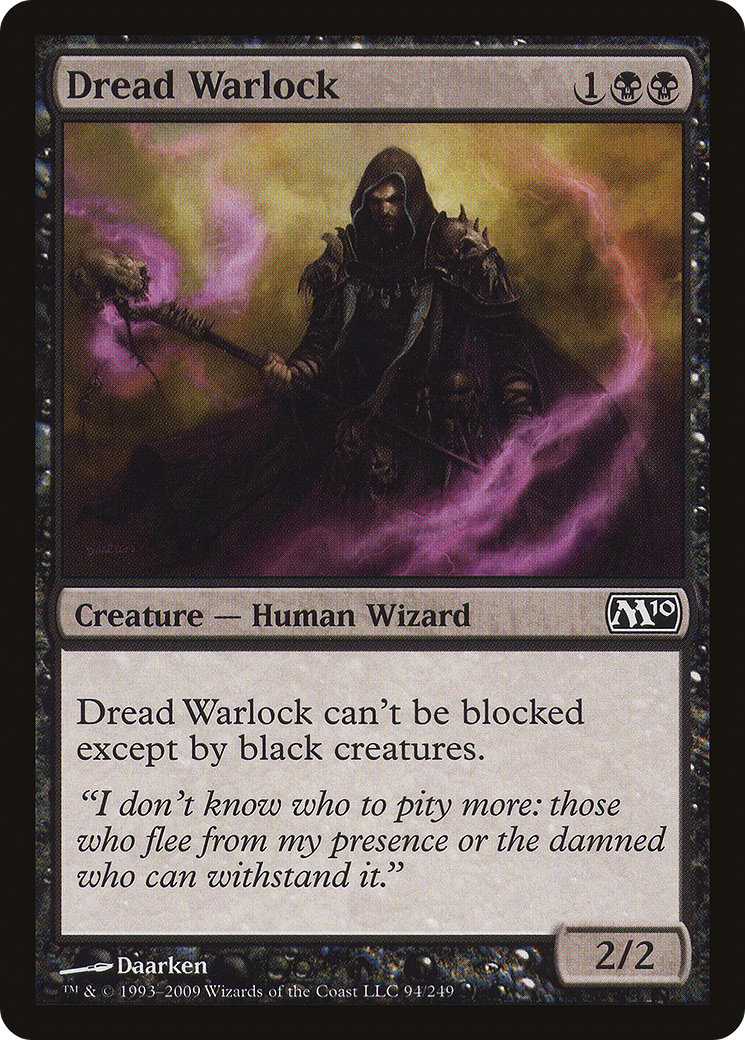 Dread Warlock 1
Creature — Human Wizard M10
Dread Warlock can't be blocked
except by black creatures.
“I don't know who to pity more: those
who flee from my presence or the damned
who can withstand it.”
2/2
Daarken
™ & © 1993–2009 Wizards of the Coast LLC 94/249